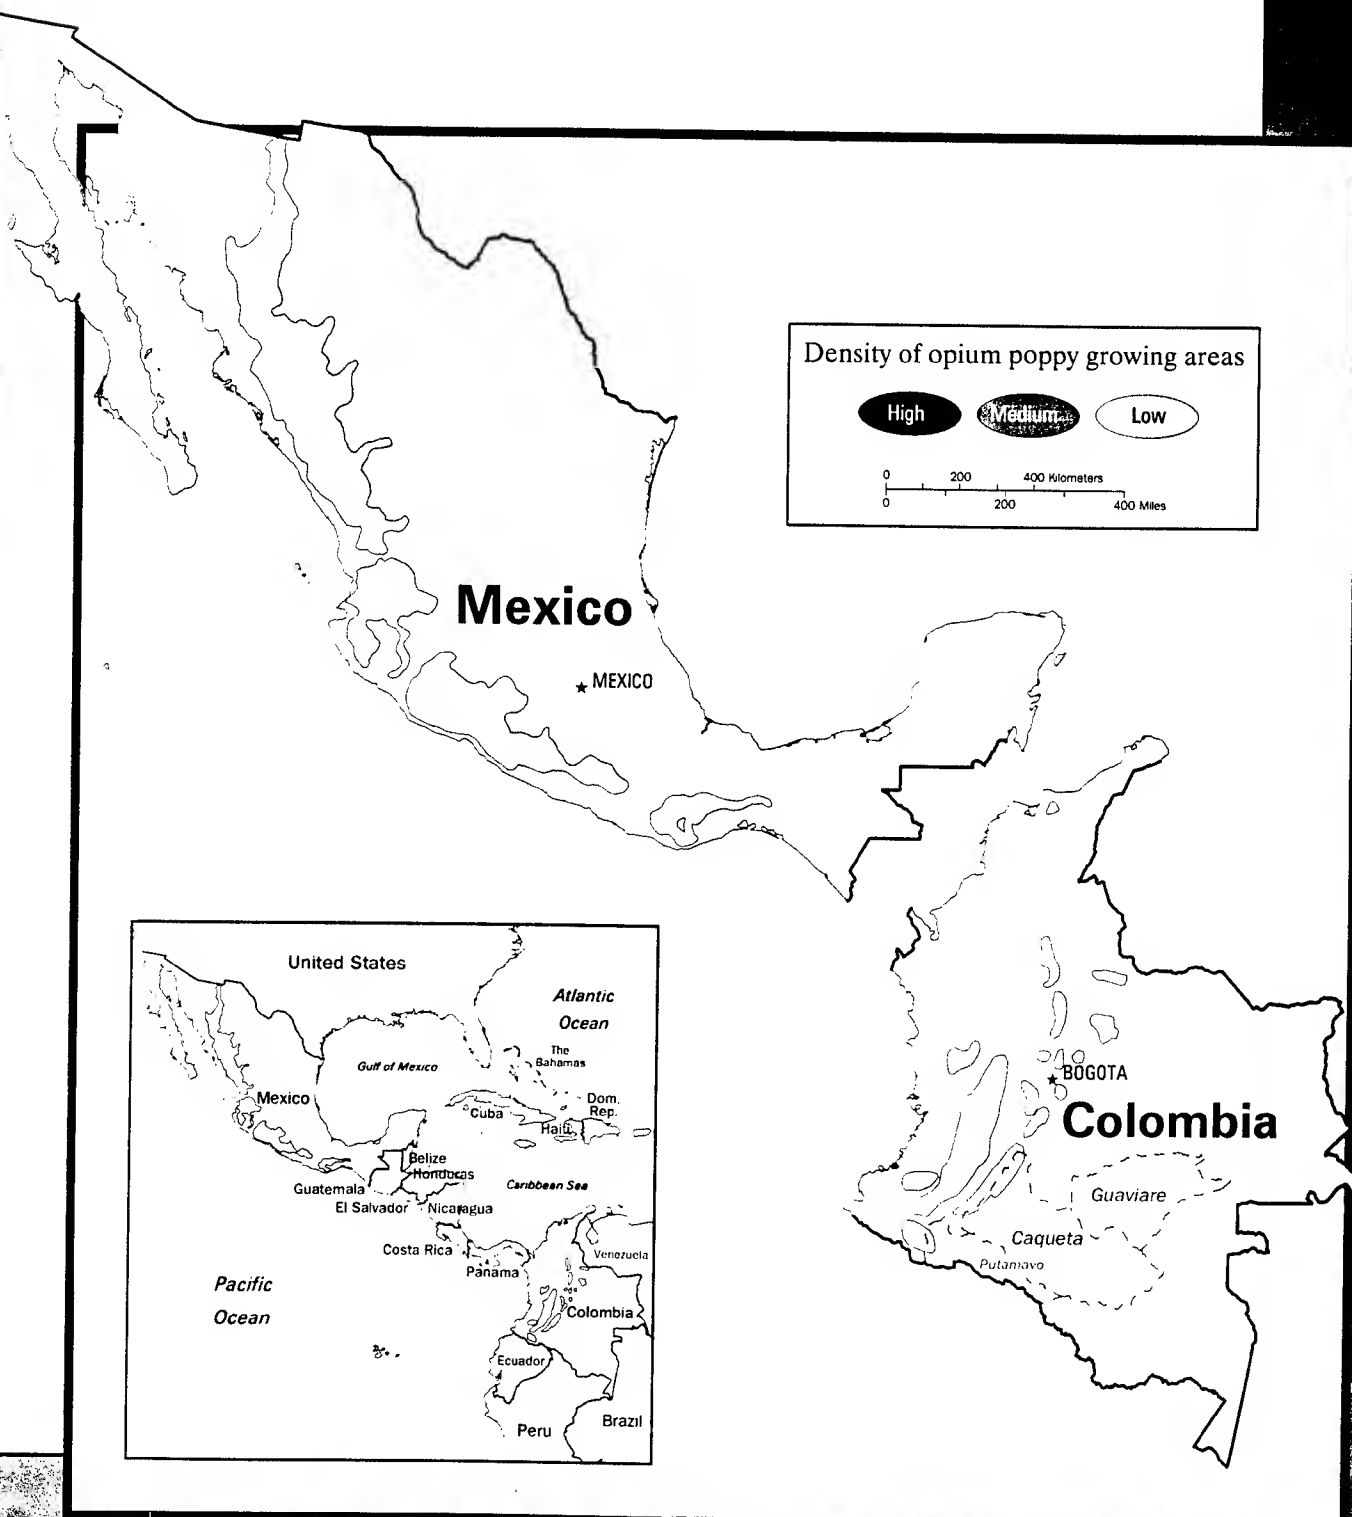 Density of opium poppy growing areas
High Medium Low
0 200 400 Kilometers
0 200 400 Miles
Mexico
MEXICO
BOGOTA
Colombia
Guaviare
Caqueta
Putamavo
United States
Atlantic
Ocean
The
Bahamas
Gulf of Mexico
Mexico
Cuba
Dom.
Rep.
Haiti
Belize
Honducas
Guatemala
Caribbean Sea
El Salvador
Nicaragua
Costa Rica
Panama
Venezuela
Pacific
Ocean
Colombia
Ecuador
Peru
Brazil